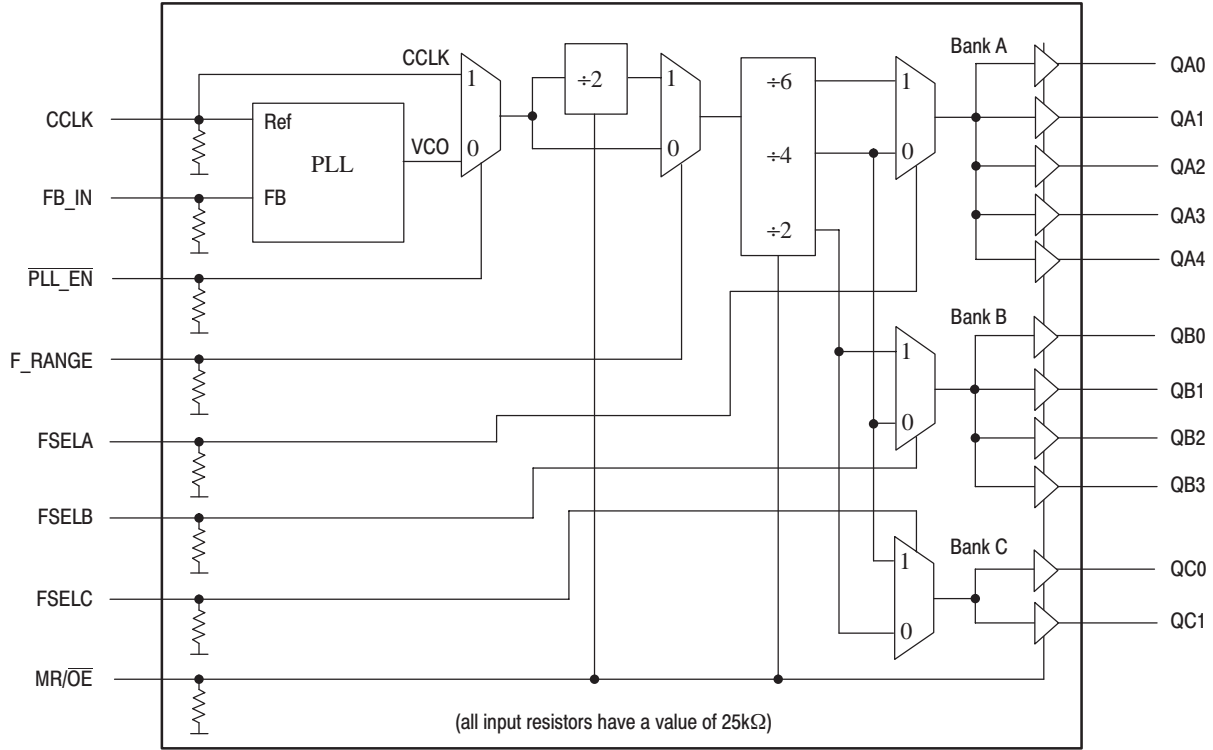 CCLK
1
÷2
1
÷6
1
Bank A
QA0
CCLK
Ref
PLL
VCO
0
0
÷4
0
QA1
QA2
FB_IN
FB
÷2
QA3
QA4
PLL_EN
Bank B
QB0
F_RANGE
1
QB1
0
QB2
FSELA
QB3
FSELB
Bank C
1
QC0
FSELC
0
QC1
MR/OE
(all input resistors have a value of 25kΩ)